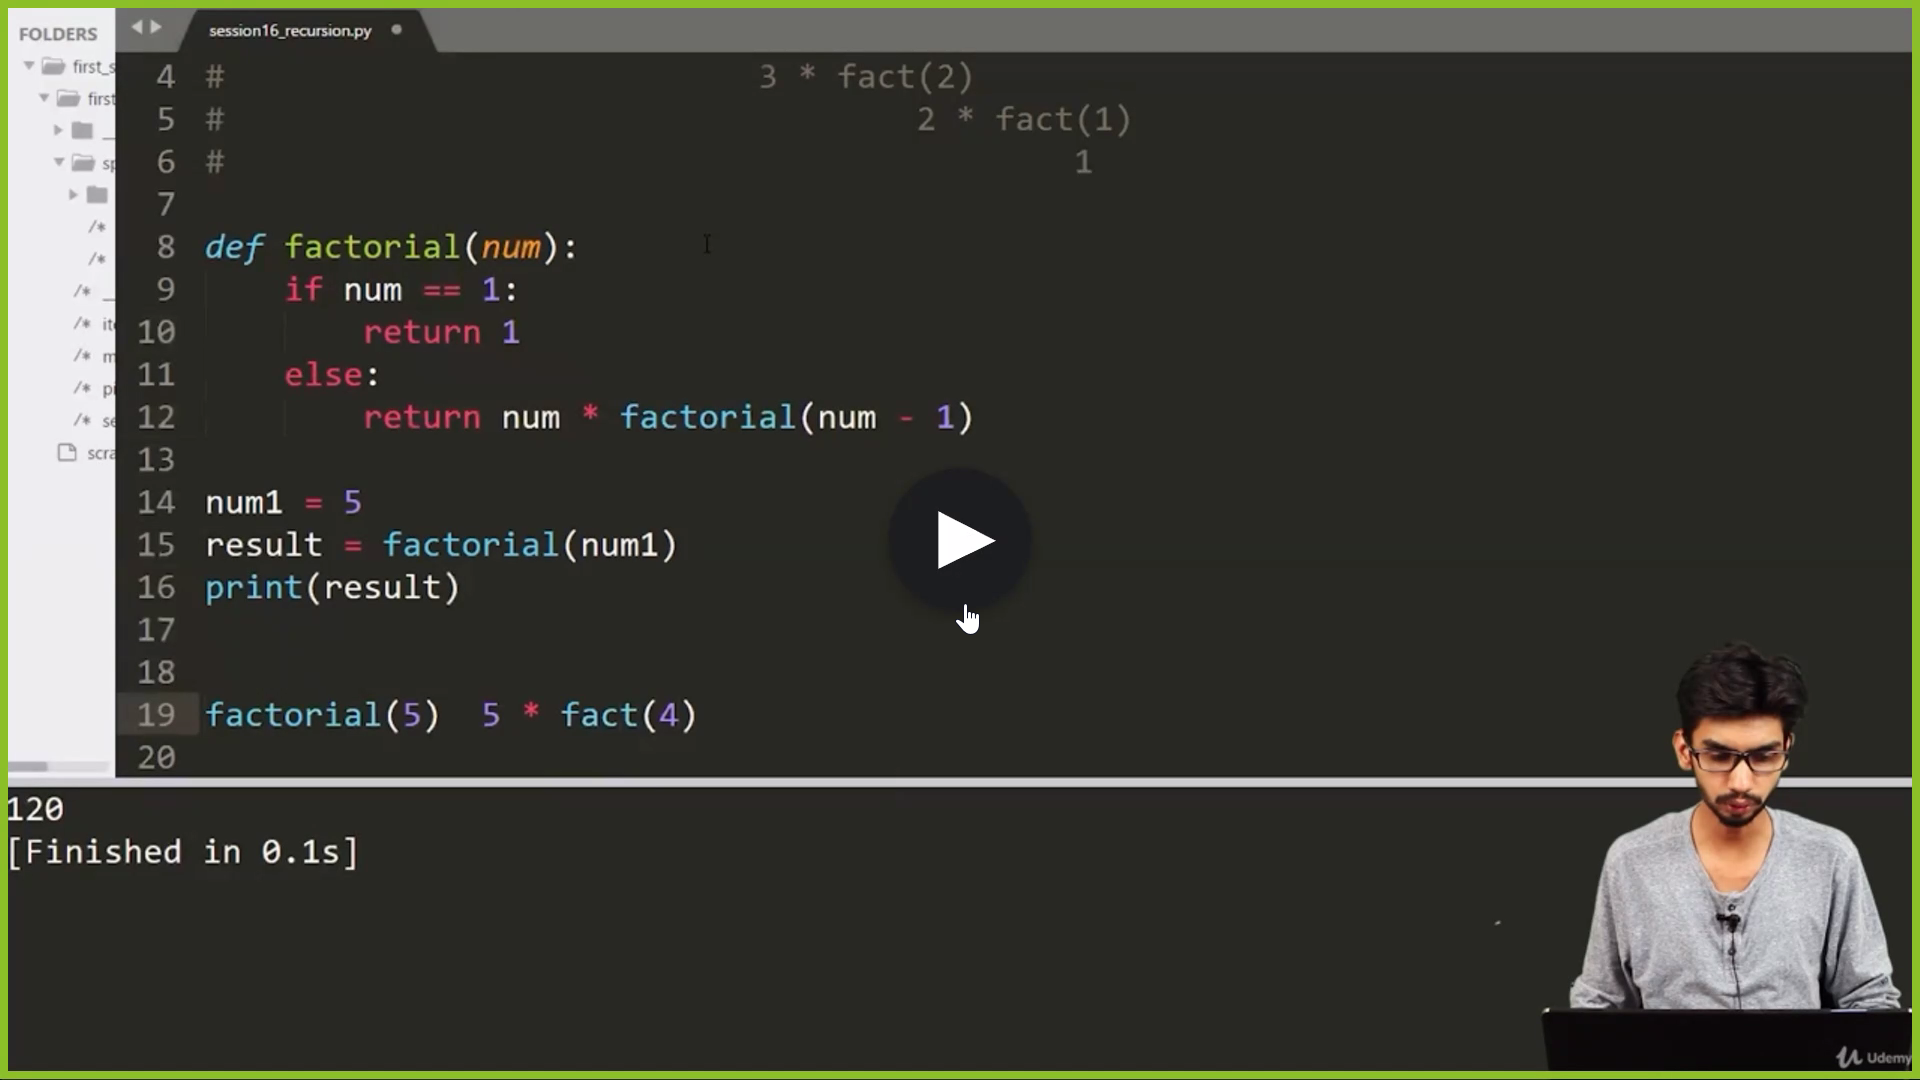 FOLDERS
session16_recursion.py
first_s
first
sp
/*
/*
/* __
/* ite
/* m
/* pi
/* se
scra
4 # 3 * fact(2)
5 # 2 * fact(1)
6 # 1
7
8 def factorial(num):
9 if num == 1:
10 return 1
11 else:
12 return num * factorial(num - 1)
13
14 num1 = 5
15 result = factorial(num1)
16 print(result)
17
18
19 factorial(5) 5 * fact(4)
20
120
[Finished in 0.1s]
Udemy